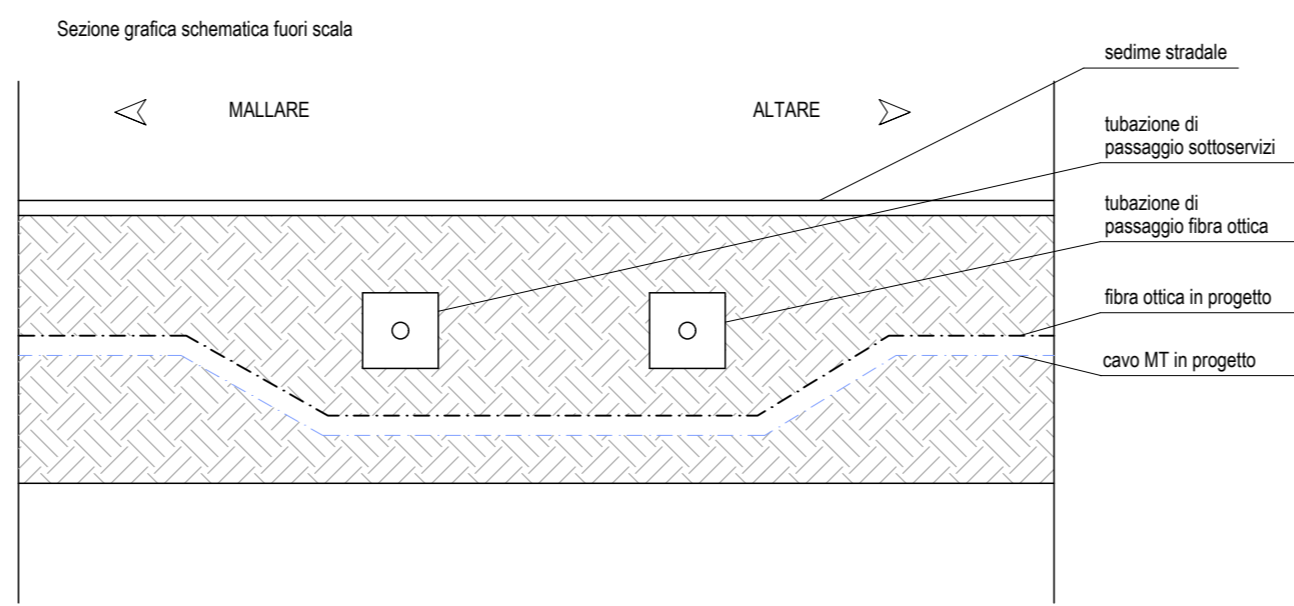 Sezione grafica schematica fuori scala
sedime stradale
MALLARE
ALTARE
tubazione di
passaggio sottoservizi
tubazione di
passaggio fibra ottica
fibra ottica in progetto
cavo MT in progetto